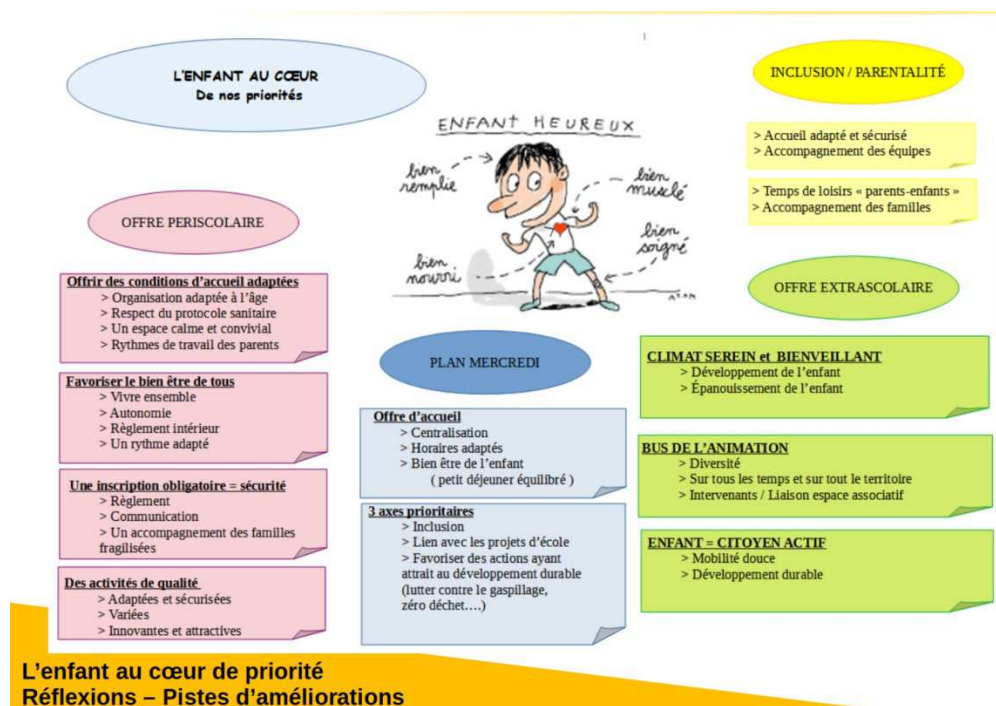 L'ENFANT AU CŒUR
De nos priorités
ENFANT HEUREUX
bien
remplie
bien
musclé
bien
nourri
bien
soigné
INCLUSION / PARENTALITÉ
> Accueil adapté et sécurisé
> Accompagnement des équipes
> Temps de loisirs « parents-enfants »
> Accompagnement des familles
OFFRE PERISCOLAIRE
Offrir des conditions d'accueil adaptées
> Organisation adaptée à l'âge
> Respect du protocole sanitaire
> Un espace calme et convivial
> Rythmes de travail des parents
Favoriser le bien être de tous
> Vivre ensemble
> Autonomie
> Règlement intérieur
> Un rythme adapté
Une inscription obligatoire = sécurité
> Règlement
> Communication
> Un accompagnement des familles
fragilisées
Des activités de qualité
> Adaptées et sécurisées
> Variées
> Innovantes et attractives
PLAN MERCREDI
Offre d'accueil
> Centralisation
> Horaires adaptés
> Bien être de l'enfant
( petit déjeuner équilibré )
3 axes prioritaires
> Inclusion
> Lien avec les projets d'école
> Favoriser des actions ayant
attrait au développement durable
(lutter contre le gaspillage,
zéro déchet….)
OFFRE EXTRASCOLAIRE
CLIMAT SEREIN et BIENVEILLANT
> Développement de l'enfant
> Épanouissement de l'enfant
BUS DE L'ANIMATION
> Diversité
> Sur tous les temps et sur tout le territoire
> Intervenants / Liaison espace associatif
ENFANT = CITOYEN ACTIF
> Mobilité douce
> Développement durable
L'enfant au cœur de priorité
Réflexions – Pistes d'améliorations